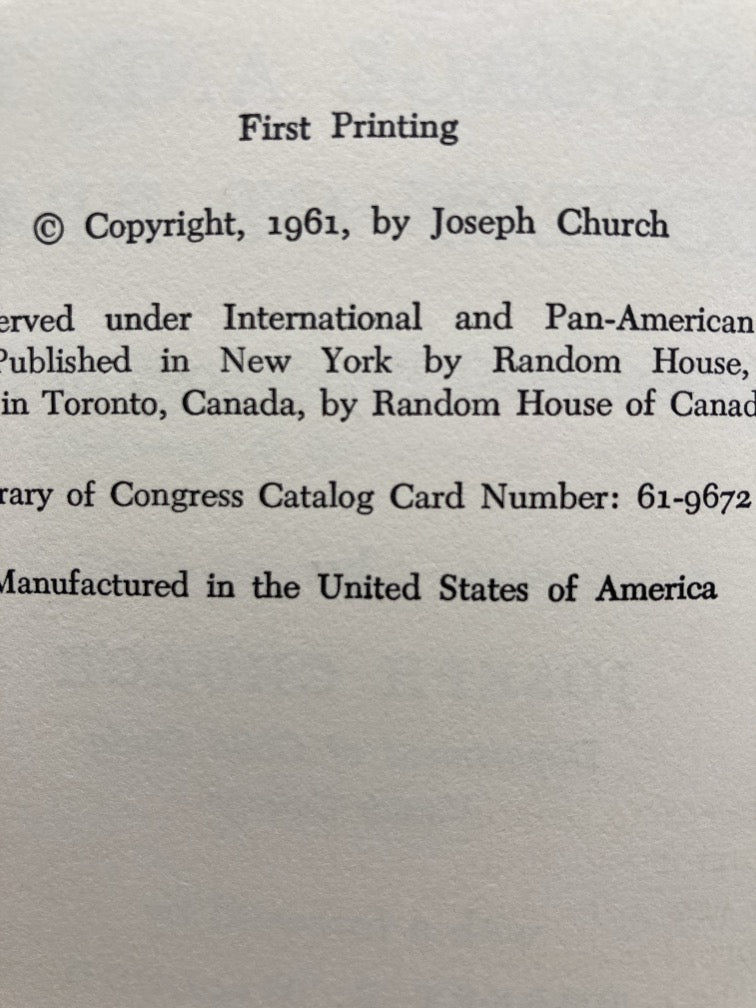 First Printing
© Copyright, 1961, by Joseph Church
erved under International and Pan-American
Published in New York by Random House,
in Toronto, Canada, by Random House of Canad
rary of Congress Catalog Card Number: 61-9672
Manufactured in the United States of America